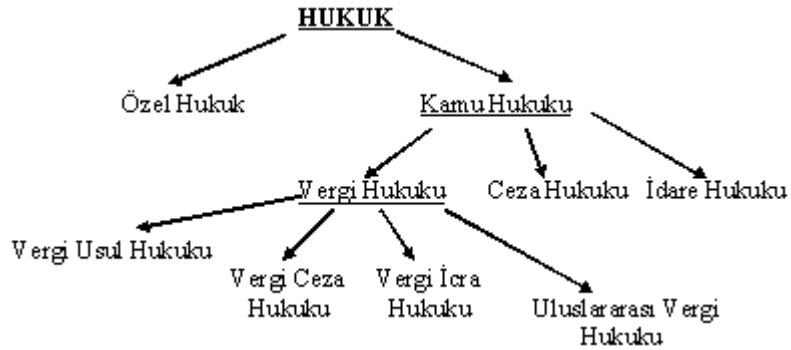 HUKUK
Özel Hukuk
Kamu Hukuku
Vergi Hukuku
Ceza Hukuku
İdare Hukuku
Vergi Usul Hukuku
Vergi Ceza
Hukuku
Vergi İcra
Hukuku
Uluslararası Vergi
Hukuku